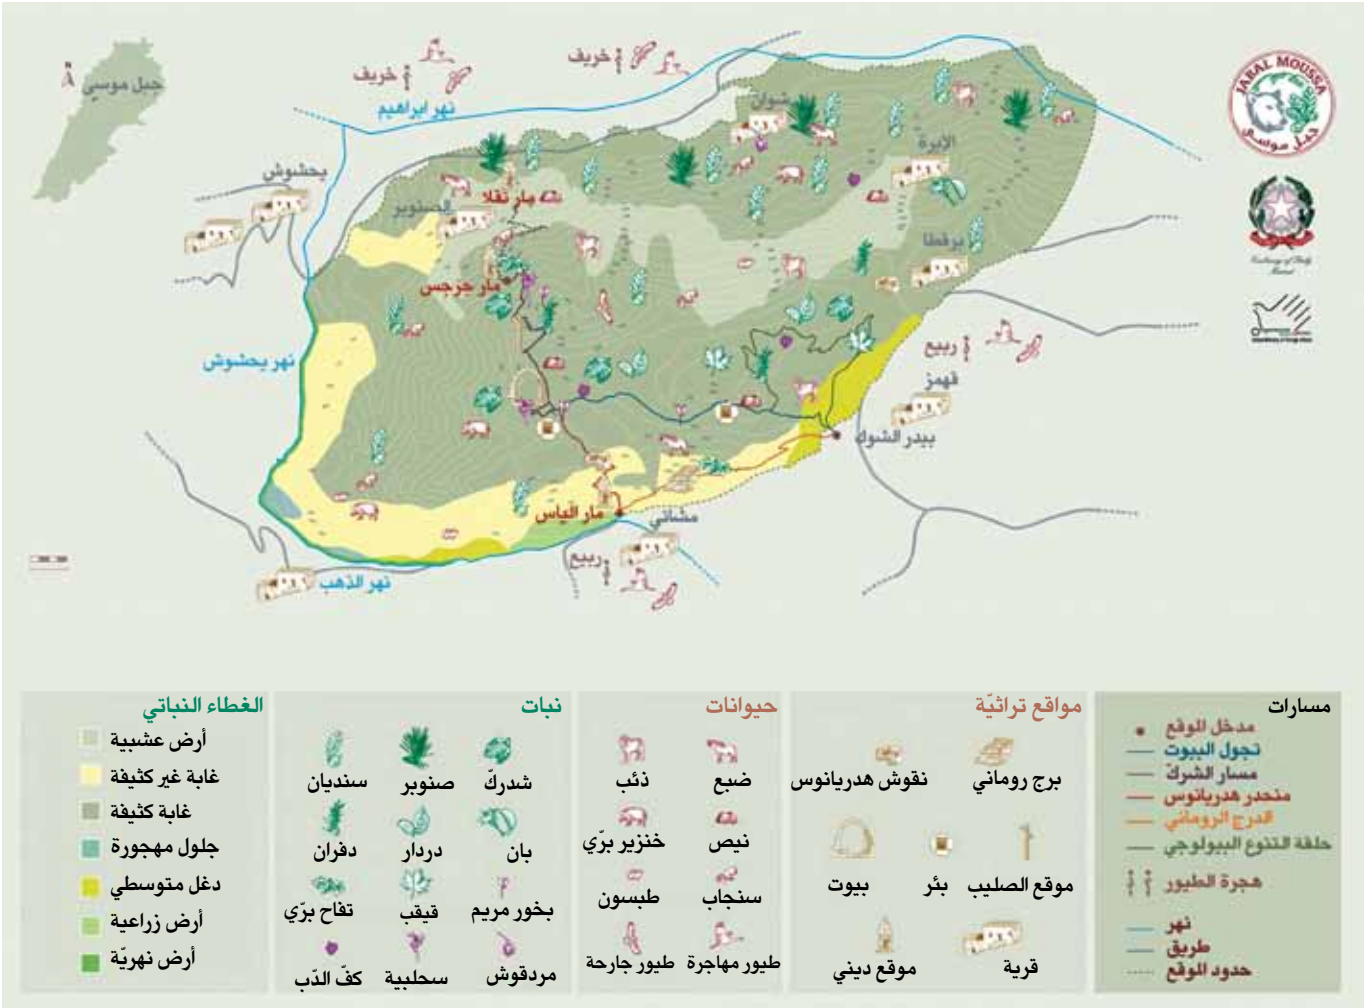 خريف
خريف
JABAL MOUSSA
جبل موسى
N
جبل موسى
نهر ابراهيم
شوان
الإبرة
يحشوش
مار تقلا
الصنوبر
برقطا
مار جرجس
ربيع
نهر يحشوش
قهمز
بيدر الشوك
مار الياس
مشاتي
ربيع
نهر الذهب
مسارات
مدخل الموقع
تجول البيوت
مسار الشرك
منحدر هدريانوس
الدرج الروماني
حلقة التنوع البيولوجي
هجرة الطيور
نهر
طريق
حدود الموقع
مواقع تراثيّة
برج روماني
نقوش هدريانوس
موقع الصليب
بئر
بيوت
قرية
موقع ديني
حيوانات
ضبع
ذئب
نيص
خنزير برّي
سنجاب
طبسون
طيور مهاجرة
طيور جارحة
نبات
شدركّ
صنوبر
سنديان
بان
دردار
دفران
بخور مريم
قيقب
تفاح برّي
مردقوش
سحلبية
كفّ الدّب
الغطاء النباتي
أرض عشبية
غابة غير كثيفة
غابة كثيفة
جلول مهجورة
دغل متوسطي
أرض زراعية
أرض نهريّة